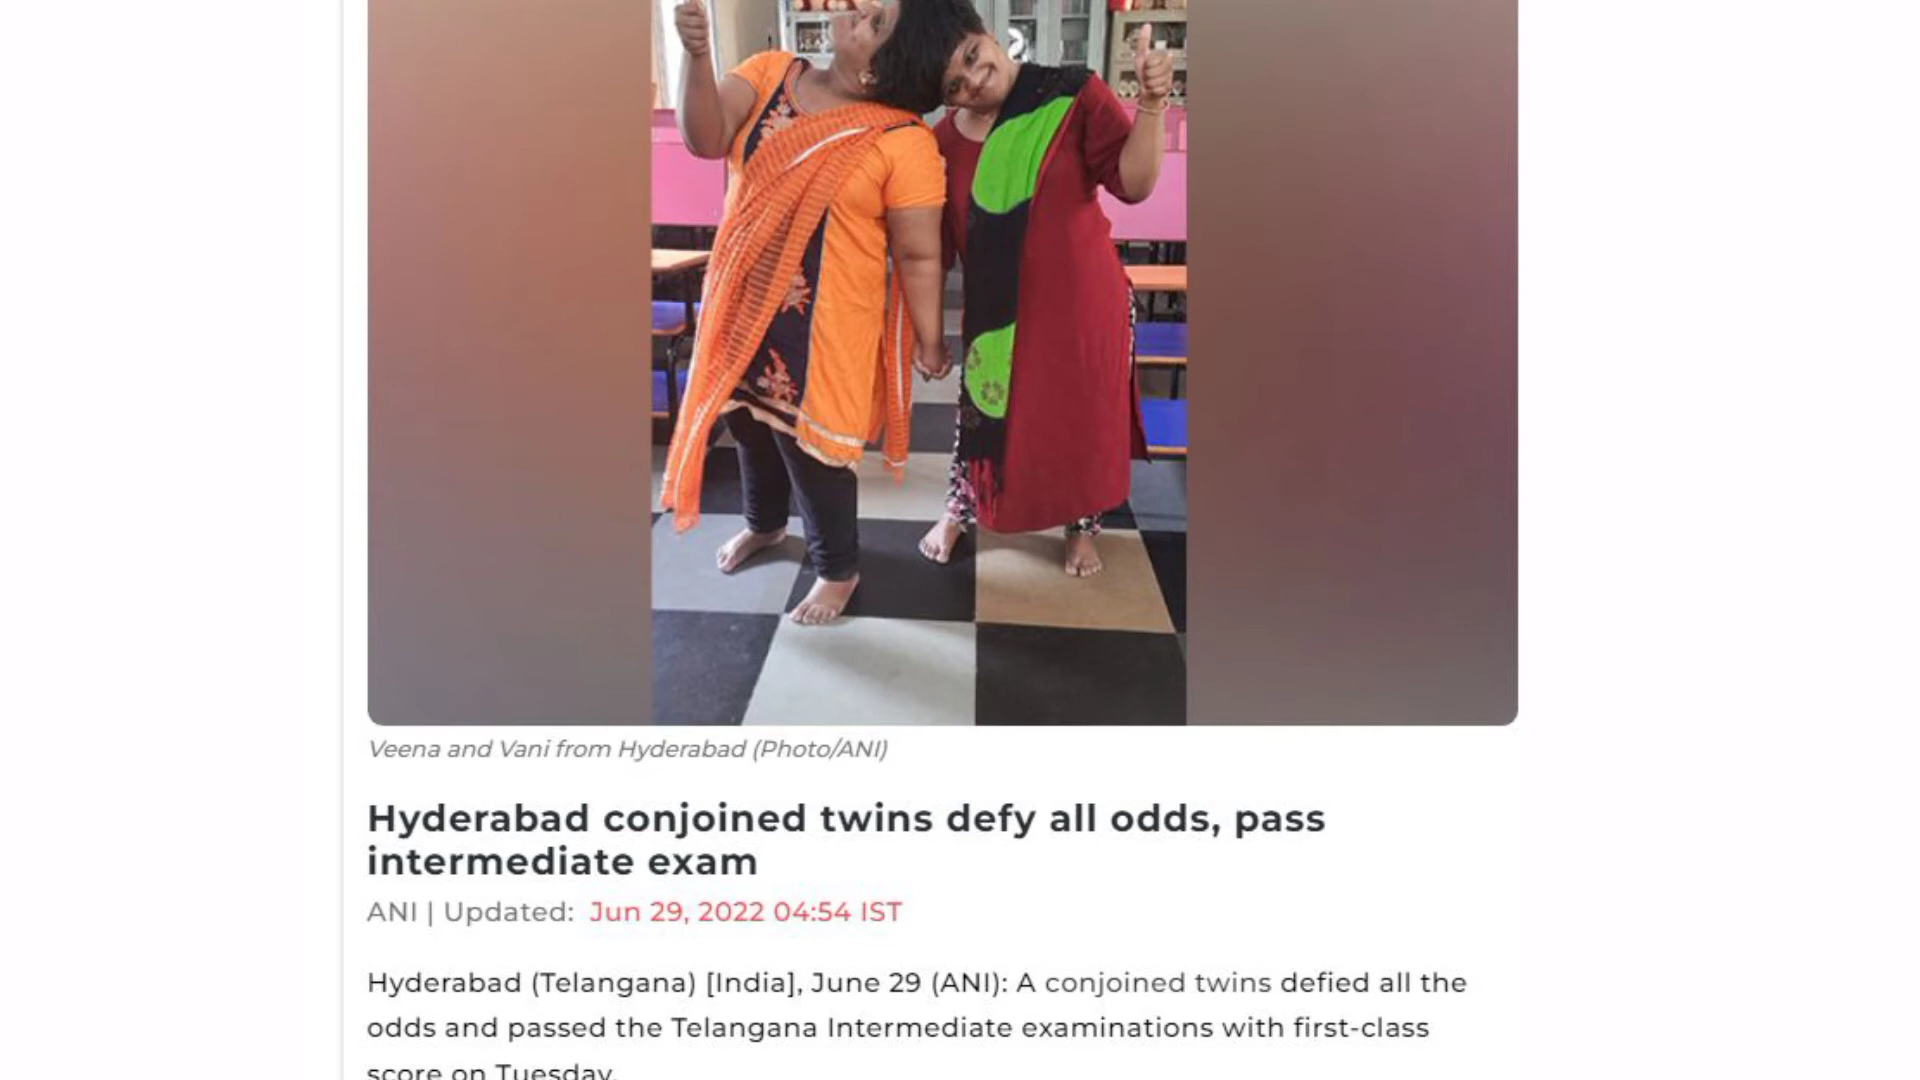 Veena and Vani from Hyderabad (Photo/ANI)
Hyderabad conjoined twins defy all odds, pass
intermediate exam
ANI | Updated: Jun 29, 2022 04:54 IST
Hyderabad (Telangana) [India], June 29 (ANI): A conjoined twins defied all the
odds and passed the Telangana Intermediate examinations with first-class
score on Tuesday.